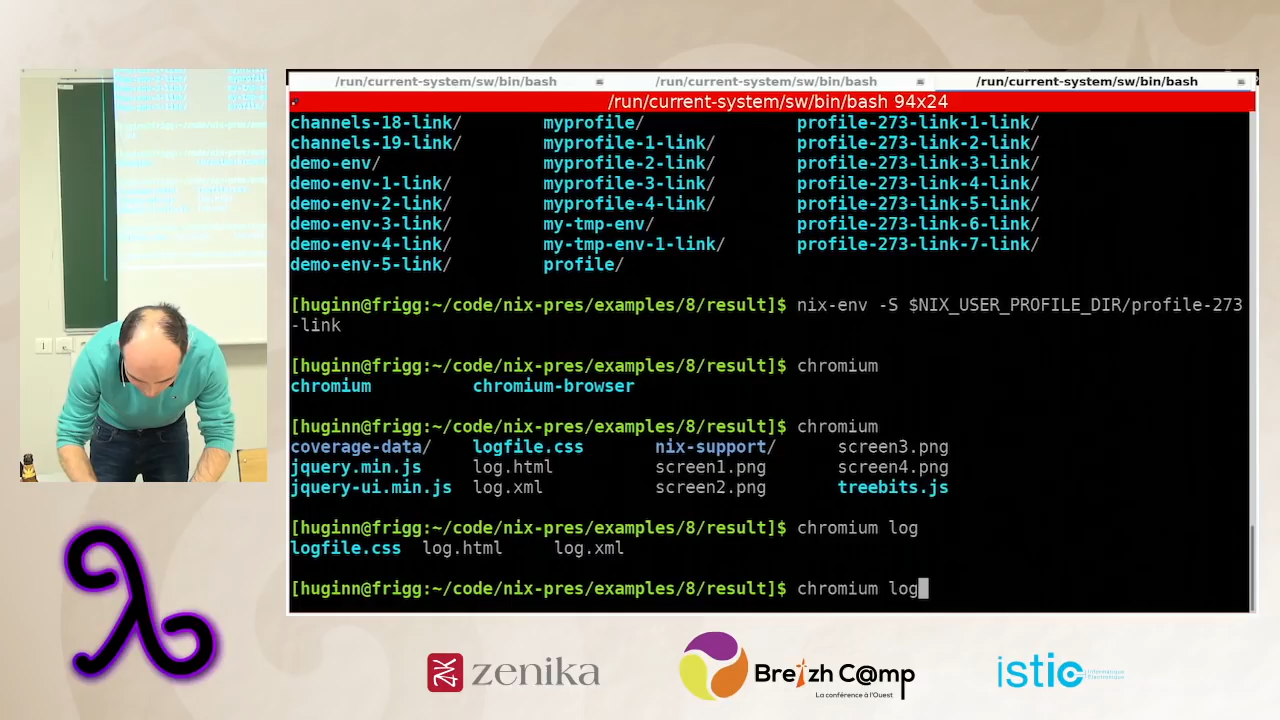 /run/current-system/sw/bin/bash /run/current-system/sw/bin/bash /run/current-system/sw/bin/bash
/run/current-system/sw/bin/bash 94x24
channels-18-link/ myprofile/ profile-273-link-1-link/
channels-19-link/ myprofile-1-link/ profile-273-link-2-link/
demo-env/ myprofile-2-link/ profile-273-link-3-link/
demo-env-1-link/ myprofile-3-link/ profile-273-link-4-link/
demo-env-2-link/ myprofile-4-link/ profile-273-link-5-link/
demo-env-3-link/ my-tmp-env/ profile-273-link-6-link/
demo-env-4-link/ my-tmp-env-1-link/ profile-273-link-7-link/
demo-env-5-link/ profile/
[huginn@frigg:~/code/nix-pres/examples/8/result]$ nix-env -S $NIX_USER_PROFILE_DIR/profile-273
-link
[huginn@frigg:~/code/nix-pres/examples/8/result]$ chromium
chromium chromium-browser
[huginn@frigg:~/code/nix-pres/examples/8/result]$ chromium
coverage-data/ logfile.css nix-support/ screen3.png
jquery.min.js log.html screen1.png screen4.png
jquery-ui.min.js log.xml screen2.png treebits.js
[huginn@frigg:~/code/nix-pres/examples/8/result]$ chromium log
logfile.css log.html log.xml
[huginn@frigg:~/code/nix-pres/examples/8/result]$ chromium log
zenika
Breizh C@mp
La conférence à l'Ouest
istic